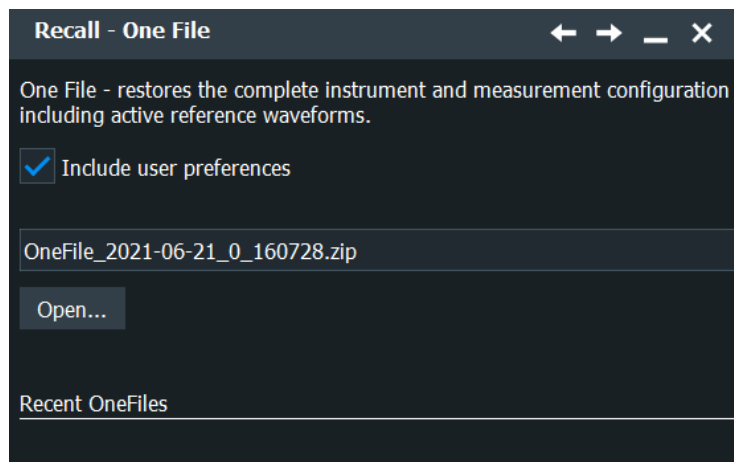 Recall - One File
One File - restores the complete instrument and measurement configuration
including active reference waveforms.
Include user preferences
OneFile_2021-06-21_0_160728.zip
Open...
Recent OneFiles